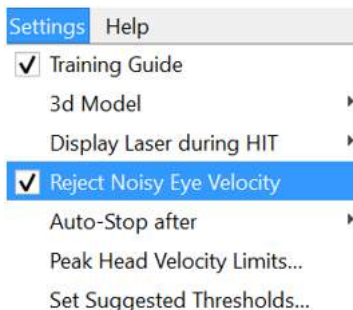 Settings Help
Training Guide
3d Model
Display Laser during HIT
Reject Noisy Eye Velocity
Auto-Stop after
Peak Head Velocity Limits...
Set Suggested Thresholds...